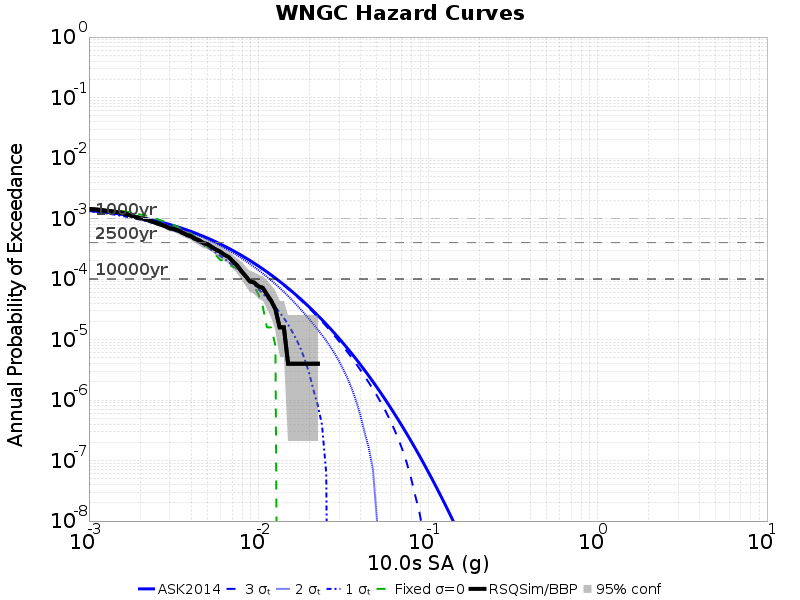 WNGC Hazard Curves
Annual Probability of Exceedance
10^0
10^-1
10^-2
10^-3
10^-4
10^-5
10^-6
10^-7
10^-8
1000yr
2500yr
10000yr
10^-3 10^-2 10^-1 10^0 10^1
10.0s SA (g)
ASK2014 3 σₜ 2 σₜ 1 σₜ Fixed σ=0 RSQSim/BBP 95% conf